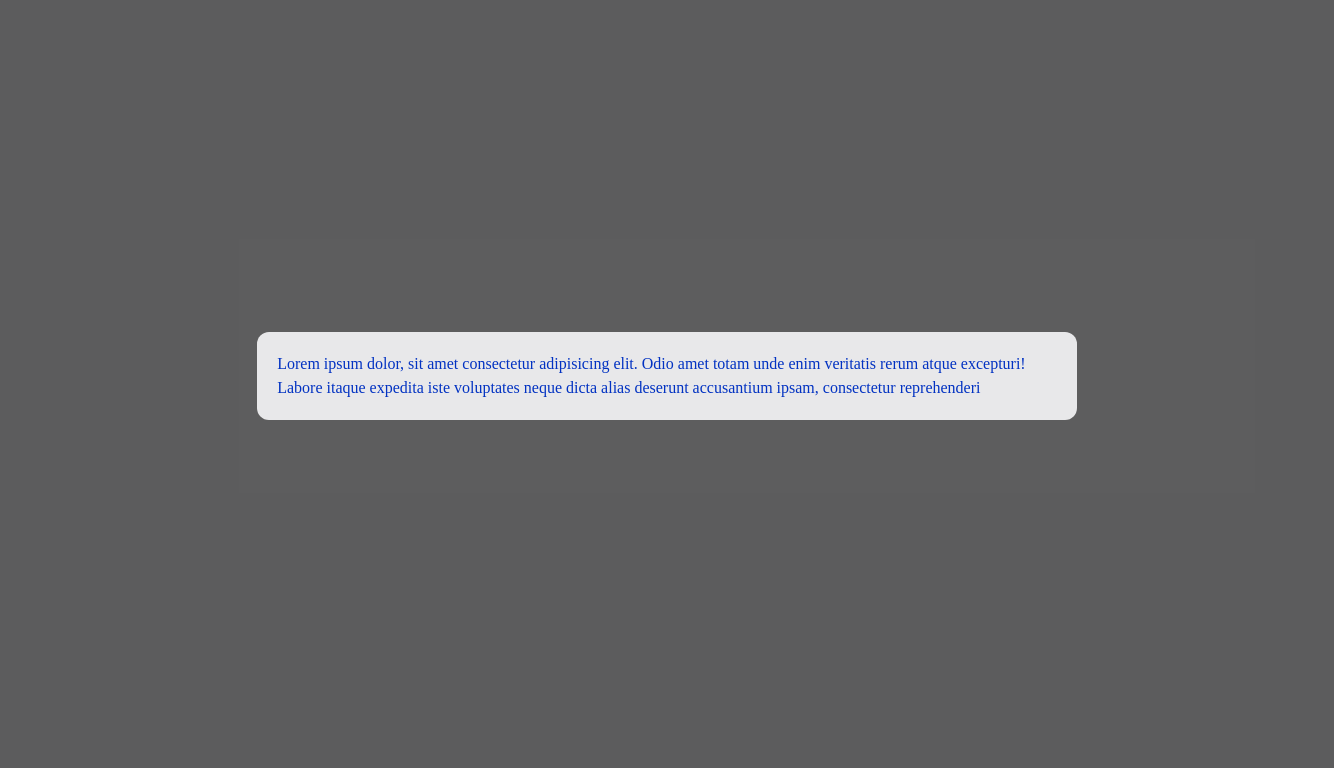 Lorem ipsum dolor, sit amet consectetur adipisicing elit. Odio amet totam unde enim veritatis rerum atque excepturi!
Labore itaque expedita iste voluptates neque dicta alias deserunt accusantium ipsam, consectetur reprehenderi